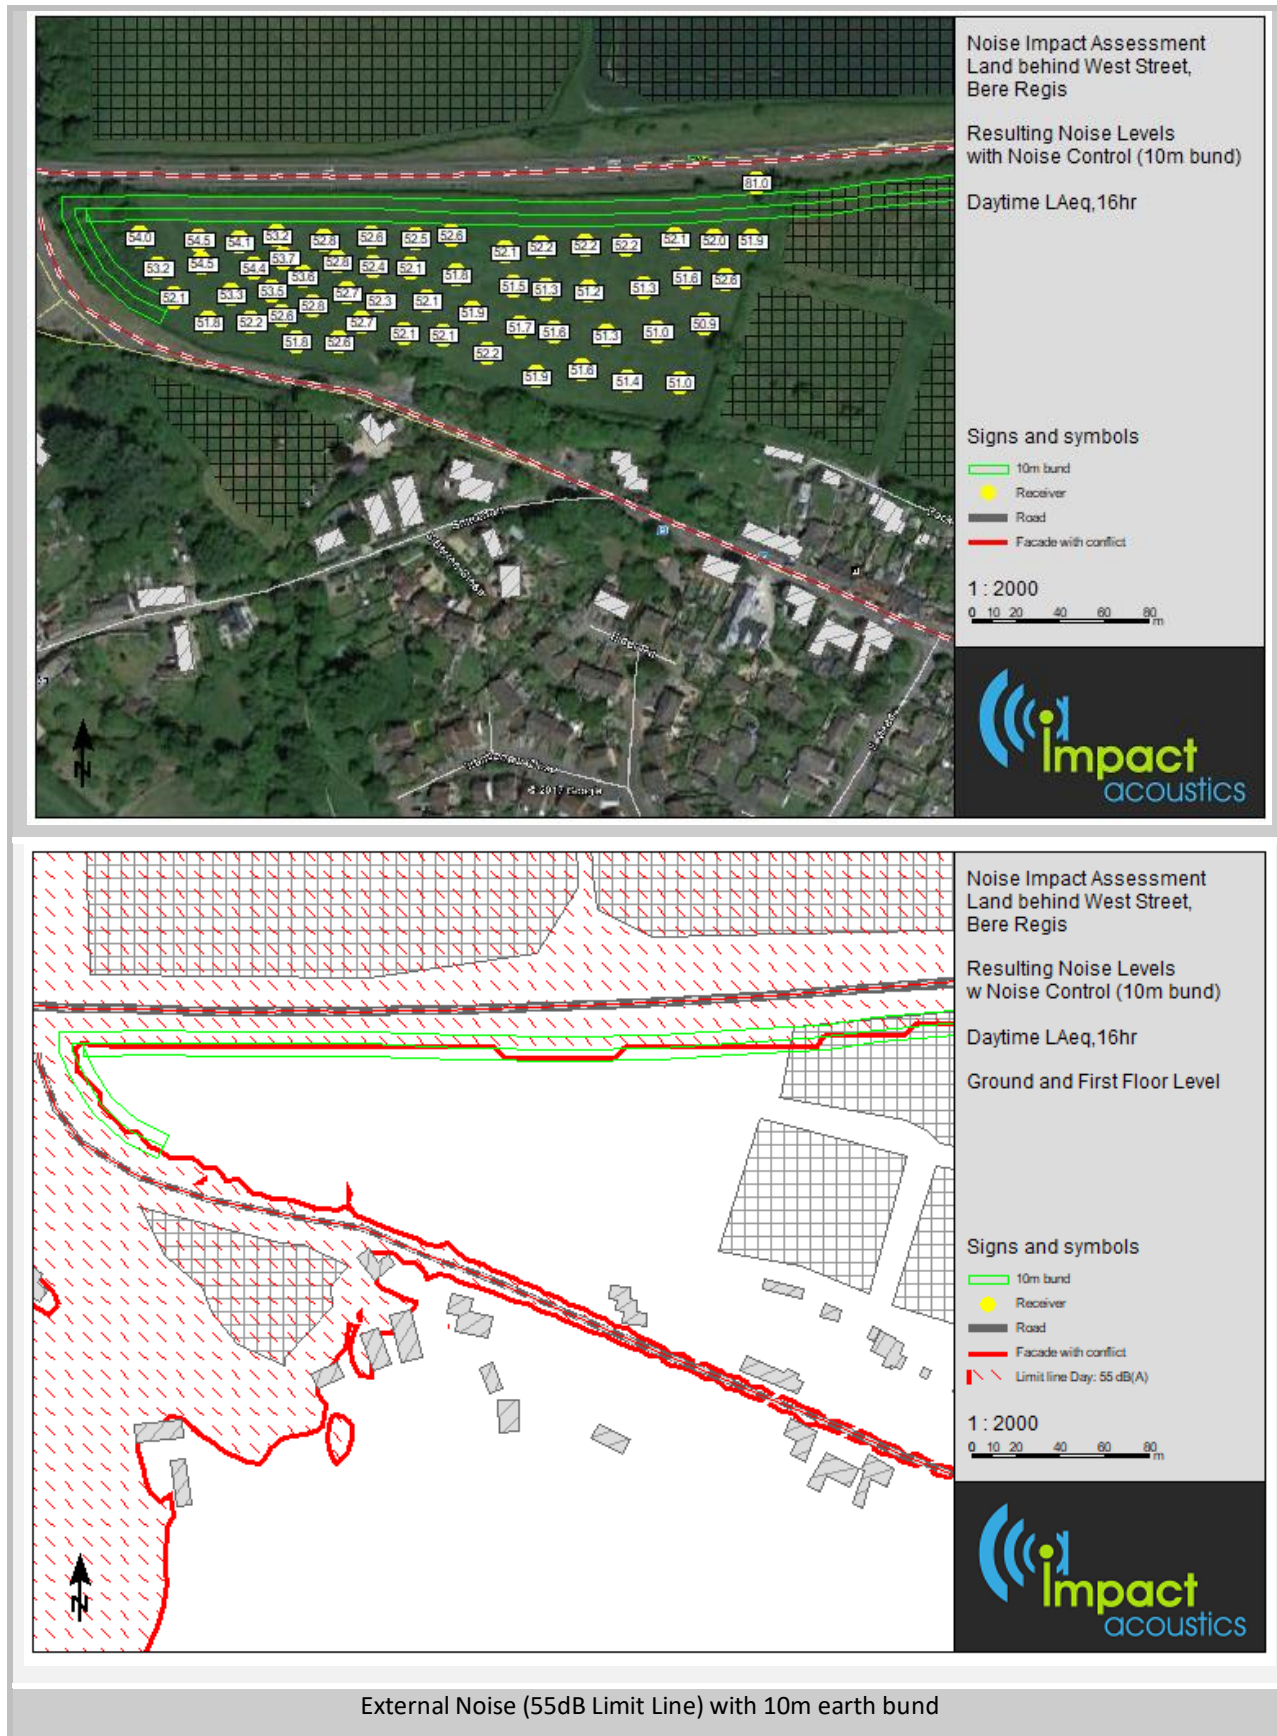 Noise Impact Assessment
Land behind West Street,
Bere Regis
Resulting Noise Levels
with Noise Control (10m bund)
Daytime LAeq,16hr
81.0
54.0 54.5 54.1 53.2 52.8 52.6 52.5 52.6 52.1 52.2 52.2 52.2 52.1 52.0 51.9
53.2 54.5 54.4 53.7 53.6 52.8 52.4 52.1 51.8 51.5 51.3 51.2 51.3 51.6 52.6
52.1 53.3 53.5 52.8 52.7 52.3 52.1 51.9
51.8 52.2 52.6 52.7 52.1 52.1 51.7 51.6 51.3 51.0 50.9
51.8 52.6 52.2
51.9 51.6 51.4 51.0
© 2017 Google
N
Signs and symbols
10m bund
Receiver
Road
Facade with conflict
1 : 2000
0 10 20 40 60 80
m
impact
acoustics
Noise Impact Assessment
Land behind West Street,
Bere Regis
Resulting Noise Levels
w Noise Control (10m bund)
Daytime LAeq,16hr
Ground and First Floor Level
N
Signs and symbols
10m bund
Receiver
Road
Facade with conflict
Limit line Day: 55 dB(A)
1 : 2000
0 10 20 40 60 80
m
impact
acoustics
External Noise (55dB Limit Line) with 10m earth bund